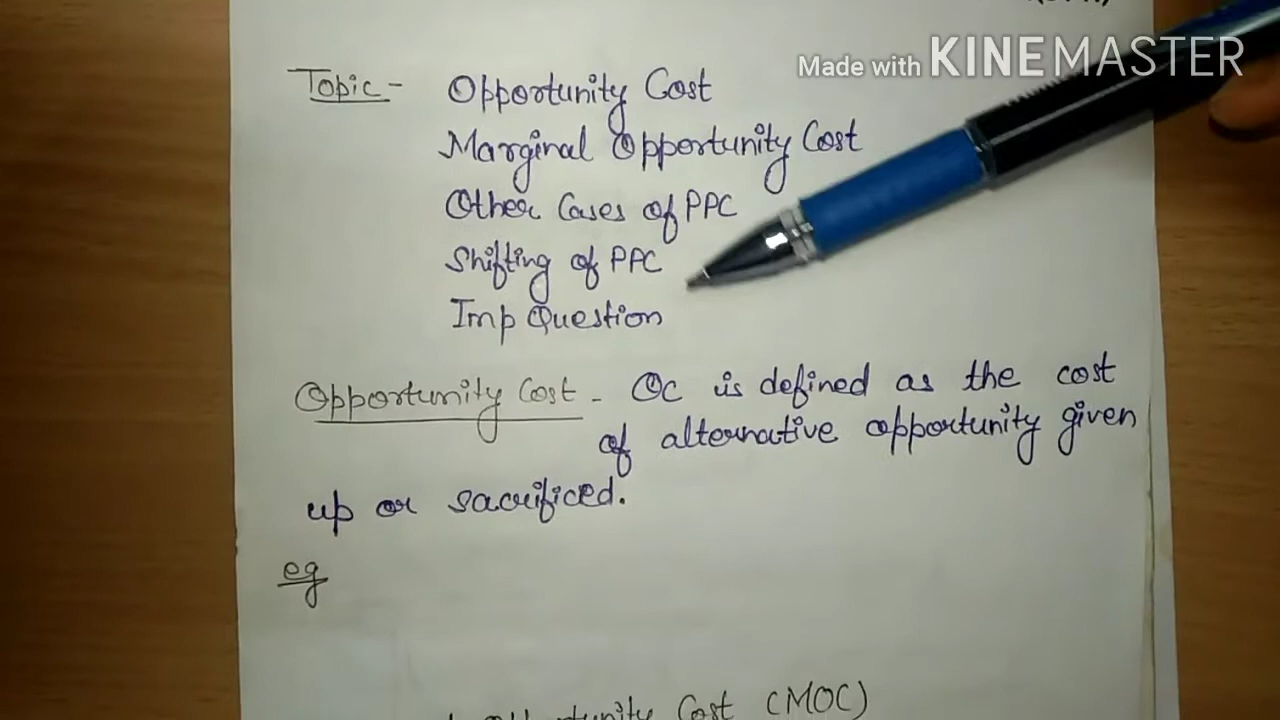 Made with KINEMASTER
Topic - Opportunity Cost
Marginal Opportunity Cost
Other Cases of PPC
Shifting of PPC
Imp Question
Opportunity Cost - OC is defined as the cost
of alternative opportunity given
up or sacrificed.
eg
Cost (MOC)